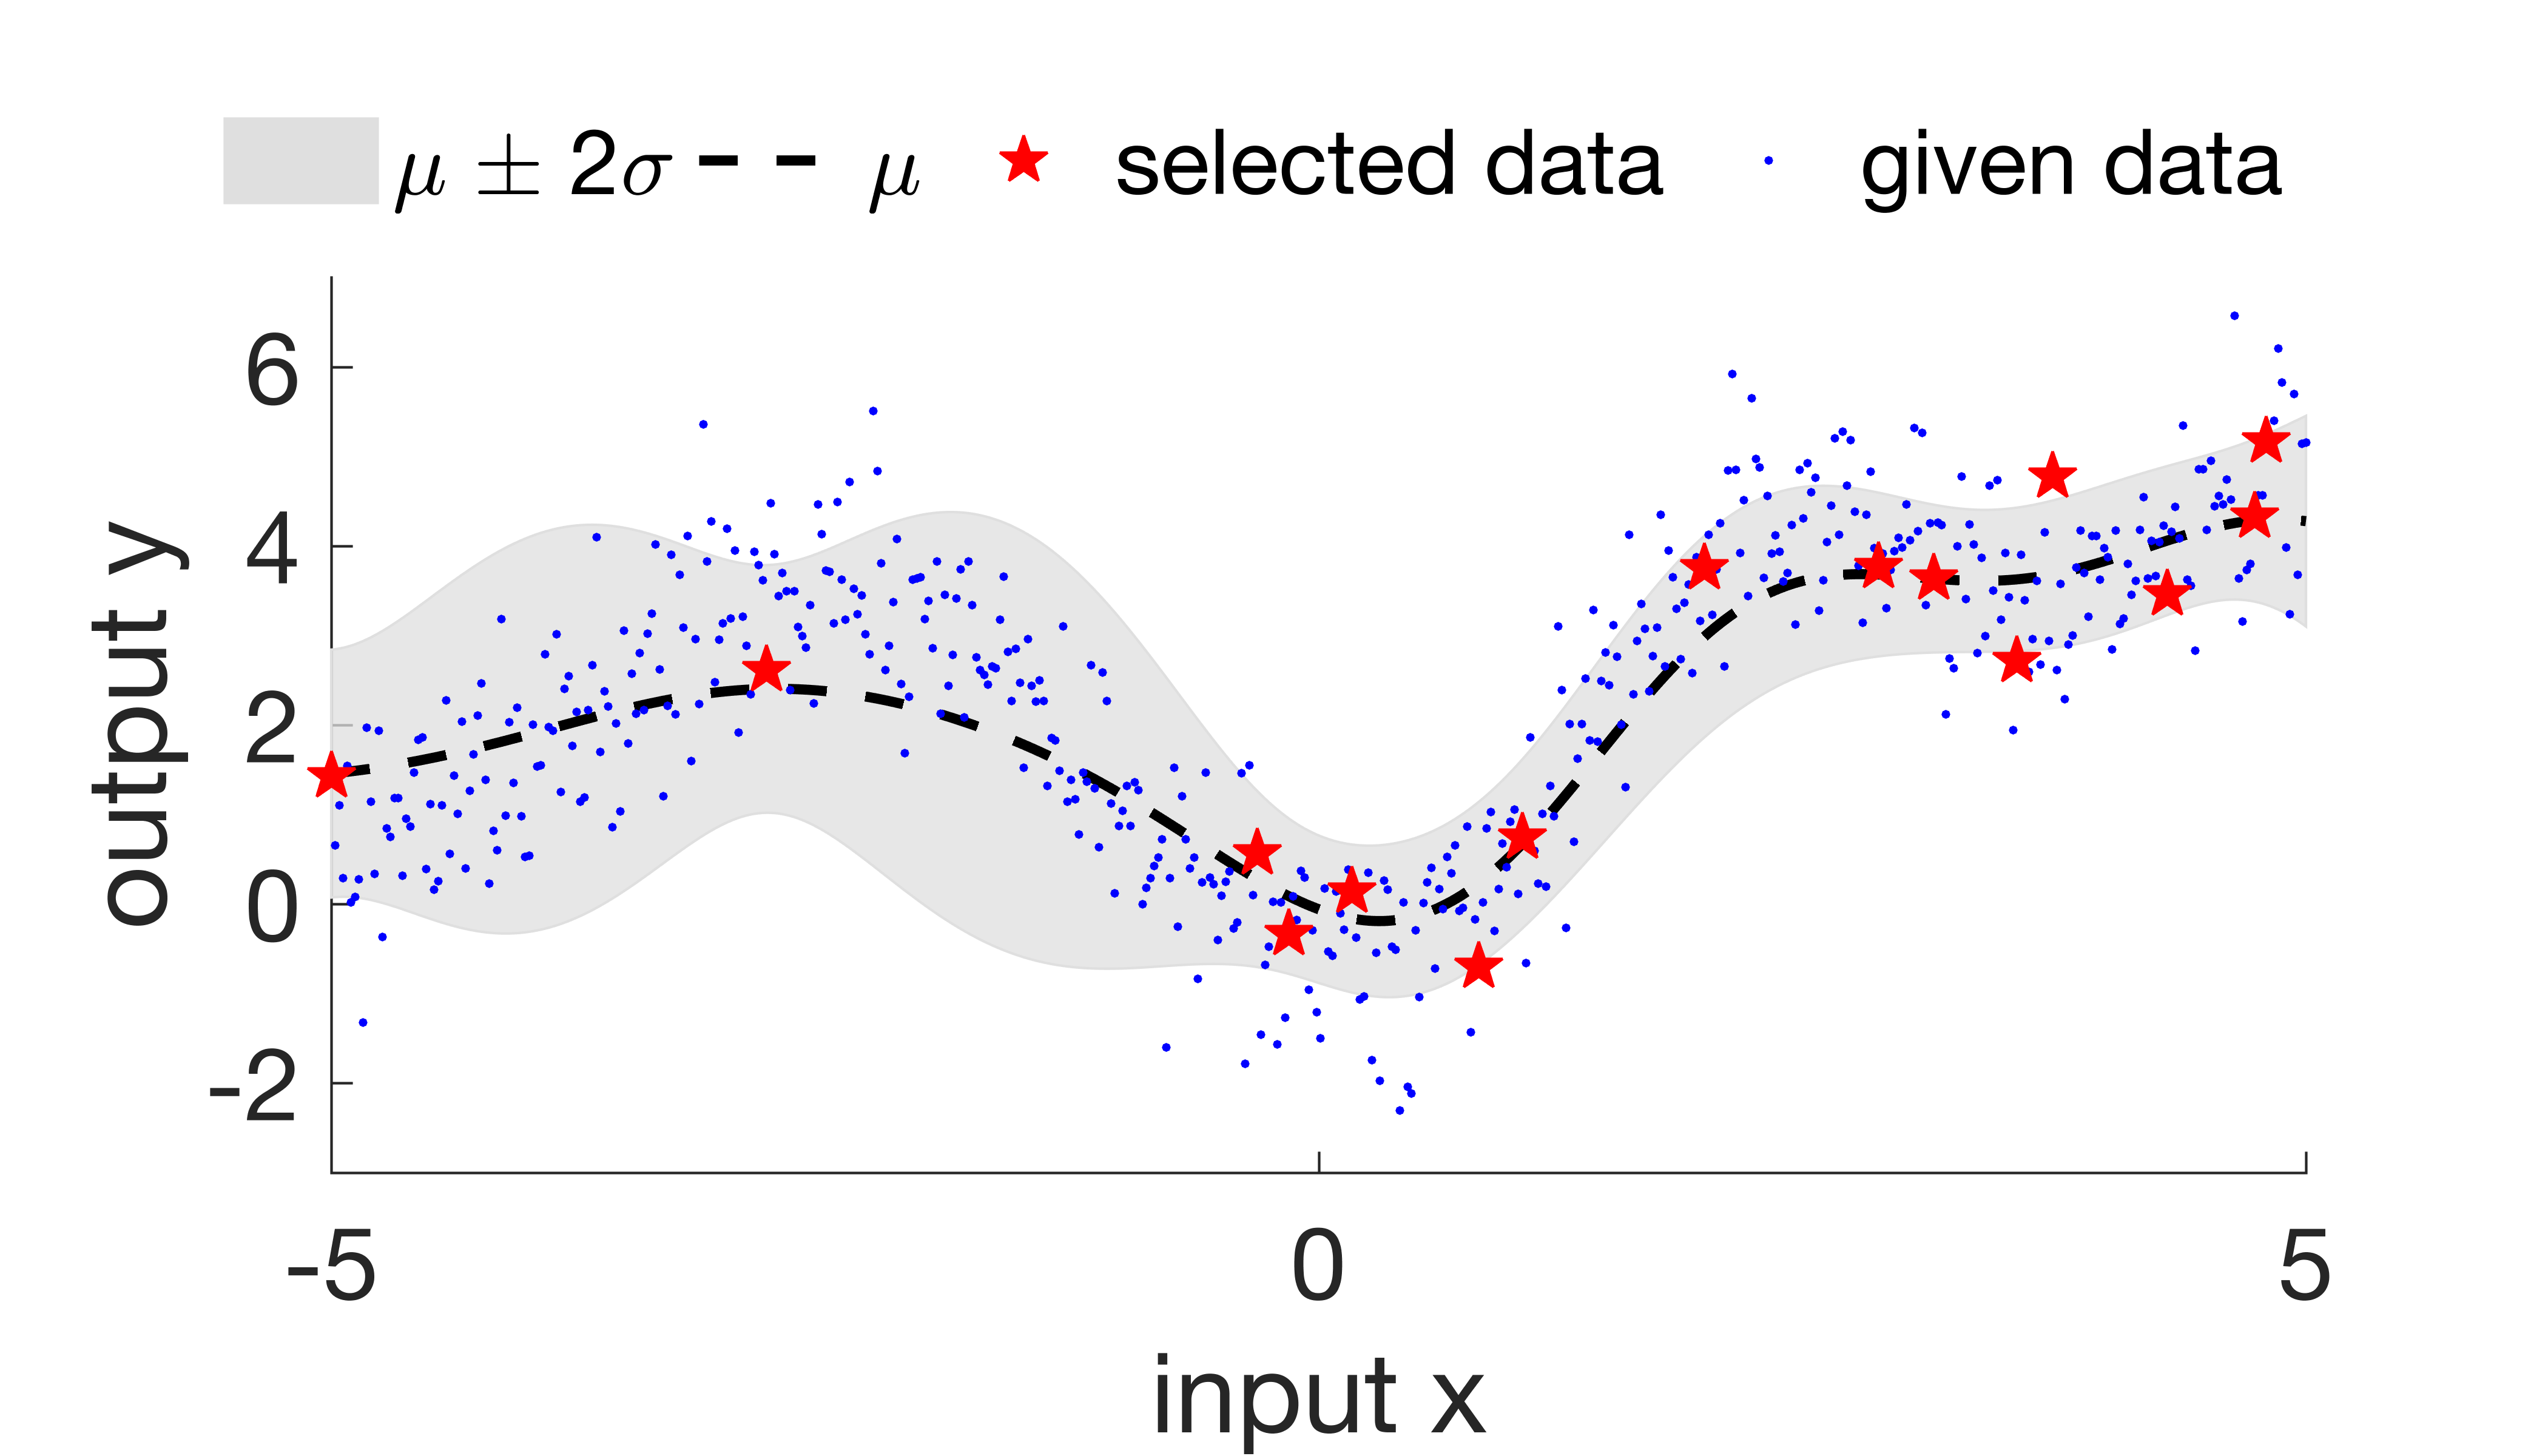 μ ± 2σ μ selected data given data
output y
6
4
2
0
-2
-5 0 5
input x